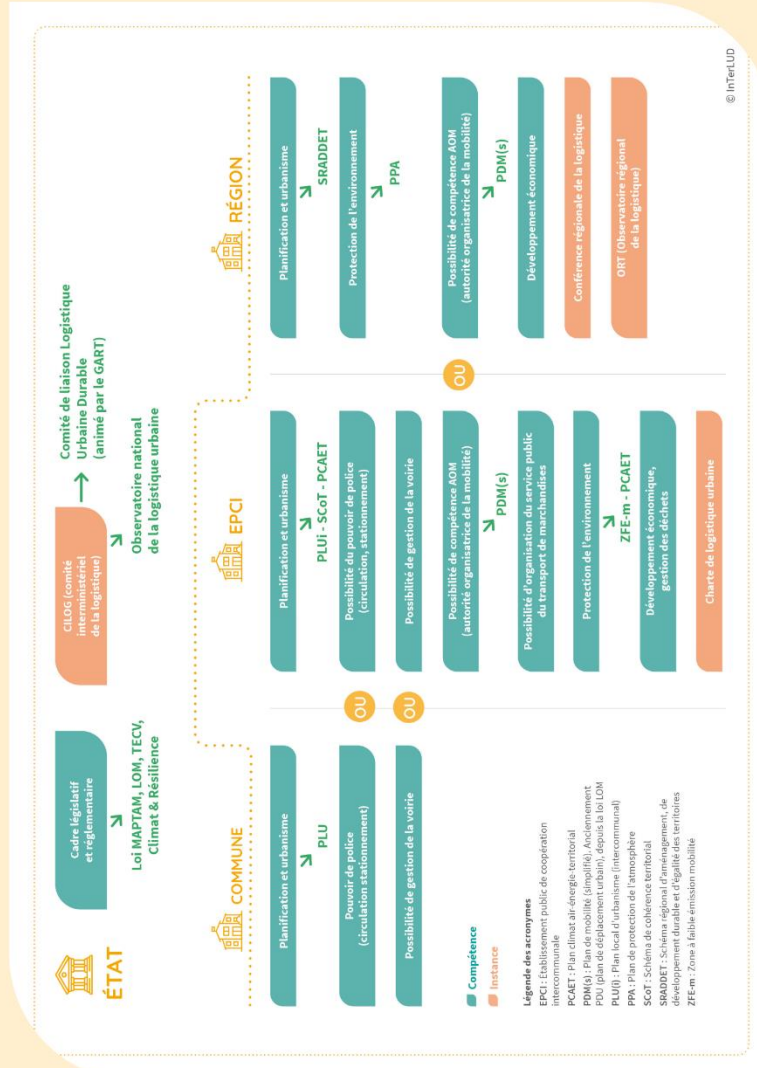 ÉTAT
Cadre législatif
et réglementaire
Loi MAPTAM, LOM, TECV,
Climat & Résilience
CILOG (comité
interministériel
de la logistique)
Comité de liaison Logistique
Urbaine Durable
(animé par le GART)
Observatoire national
de la logistique urbaine
COMMUNE
Planification et urbanisme
PLU
Pouvoir de police
(circulation stationnement)
Possibilité de gestion de la voirie
OU
OU
EPCI
Planification et urbanisme
PLUi - SCoT - PCAET
Possibilité du pouvoir de police
(circulation, stationnement)
Possibilité de gestion de la voirie
Possibilité de compétence AOM
(autorité organisatrice de la mobilité)
PDM(s)
Possibilité d'organisation du service public
du transport de marchandises
Protection de l'environnement
ZFE-m - PCAET
Développement économique,
gestion des déchets
Charte de logistique urbaine
OU
RÉGION
Planification et urbanisme
SRADDET
Protection de l'environnement
PPA
Possibilité de compétence AOM
(autorité organisatrice de la mobilité)
PDM(s)
Développement économique
Conférence régionale de la logistique
ORT (Observatoire régional
de la logistique)
Compétence
Instance
Légende des acronymes
EPCI : Établissement public de coopération
intercommunale
PCAET : Plan climat air-énergie-territorial
PDM(s) : Plan de mobilité (simplifié), Anciennement
PDU (plan de déplacement urbain), depuis la loi LOM
PLU(i) : Plan local d'urbanisme (intercommunal)
PPA : Plan de protection de l'atmosphère
SCoT : Schéma de cohérence territorial
SRADDET : Schéma régional d'aménagement, de
développement durable et d'égalité des territoires
ZFE-m : Zone à faible émission mobilité
© InTerLUD